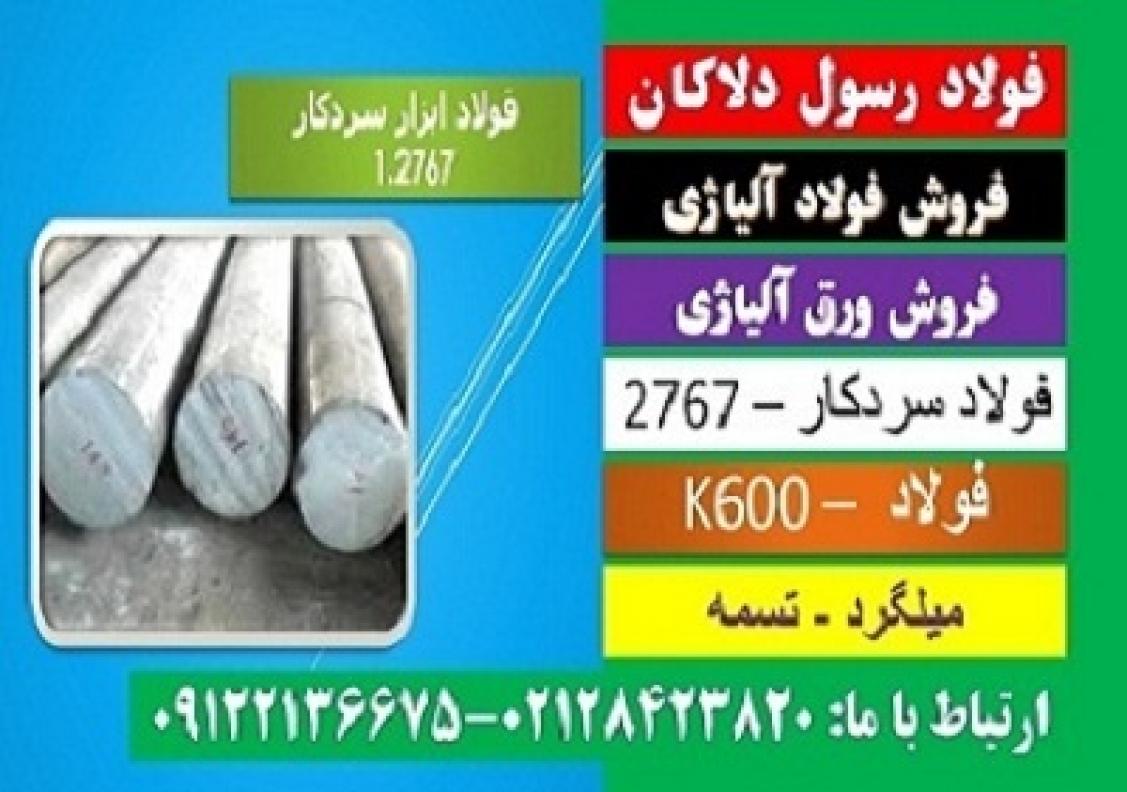 فولاد رسول دلاکان
فروش فولاد آلیاژی
فروش ورق آلیاژی
فولاد سردکار – 2767
فولاد – K600
میلگرد - تسمه
فولاد ابزار سردکار
1.2767
ارتباط با ما: ۰۲۱۲۸۴۲۳۸۲۰-۰۹۱۲۲۱۳۶۶۷۵